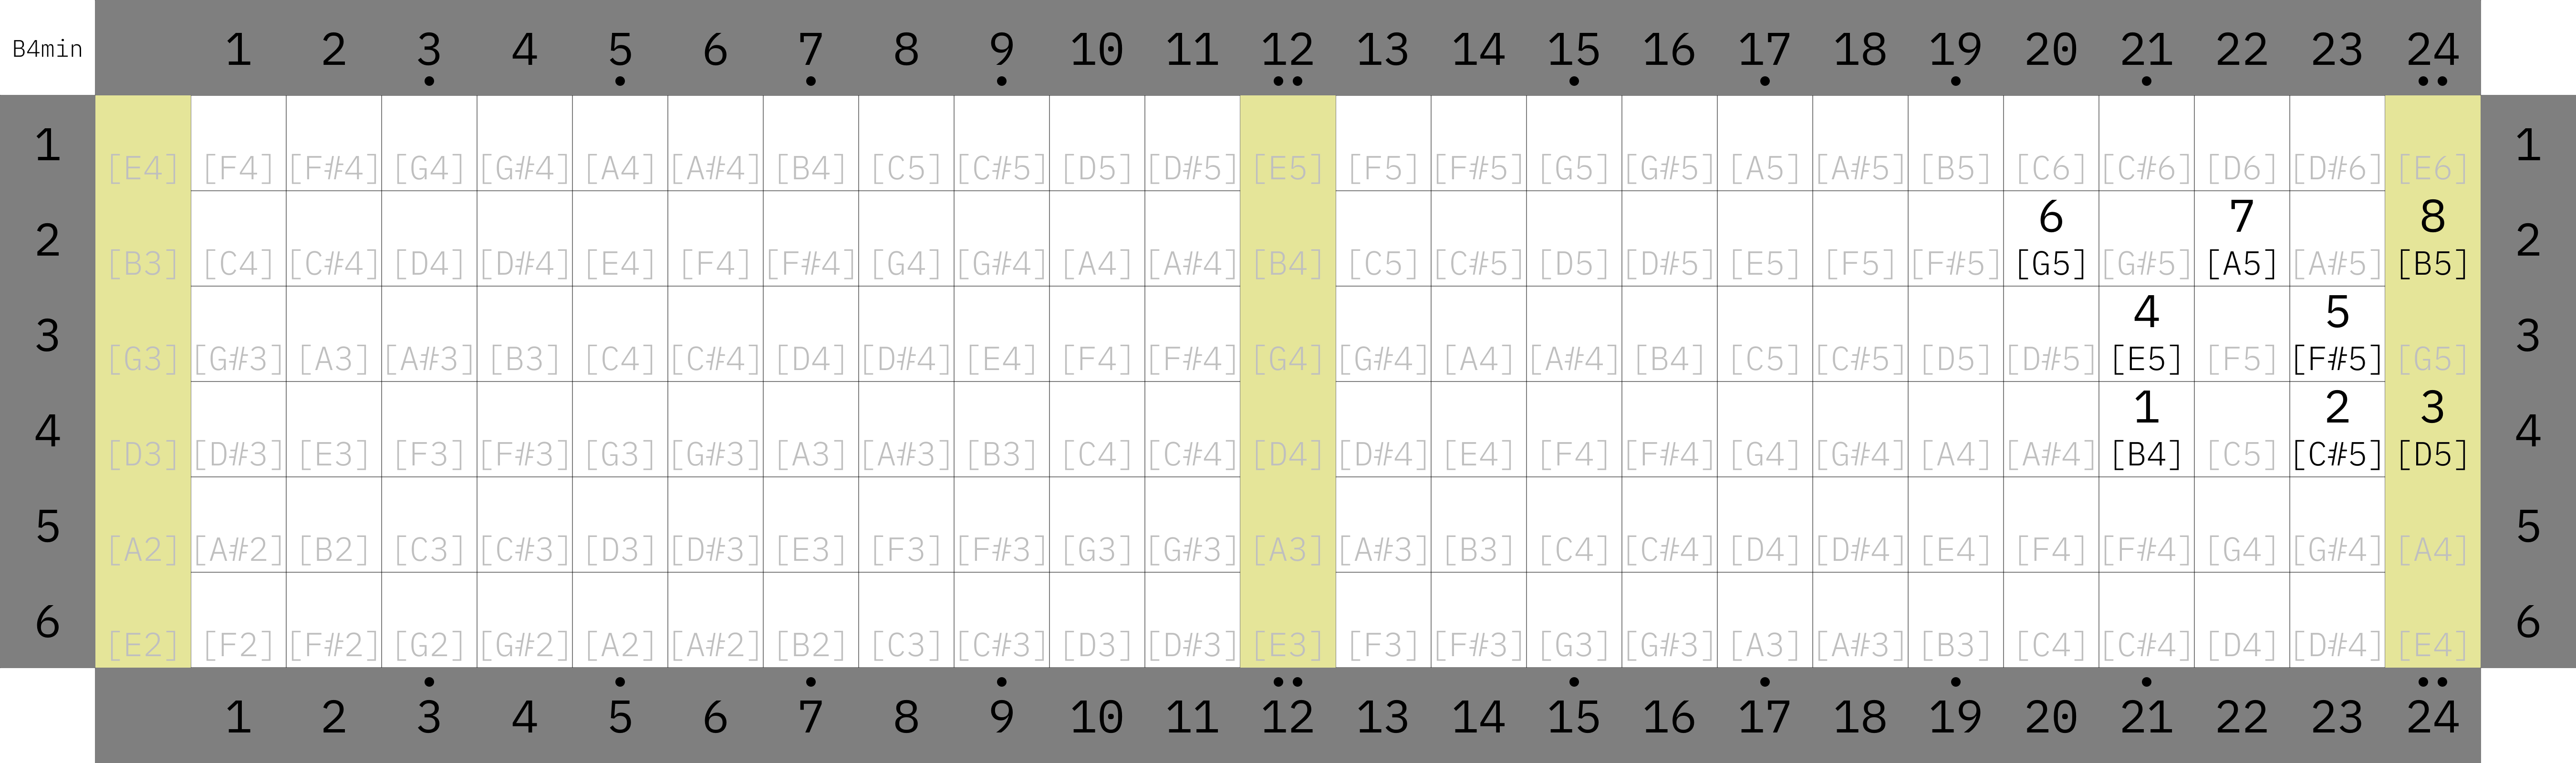 B4min 1 2 3 4 5 6 7 8 9 10 11 12 13 14 15 16 17 18 19 20 21 22 23 24
1 1
[E4] [F4] [F#4] [G4] [G#4] [A4] [A#4] [B4] [C5] [C#5] [D5] [D#5] [E5] [F5] [F#5] [G5] [G#5] [A5] [A#5] [B5] [C6] [C#6] [D6] [D#6] [E6]
2 6 7 8 2
[B3] [C4] [C#4] [D4] [D#4] [E4] [F4] [F#4] [G4] [G#4] [A4] [A#4] [B4] [C5] [C#5] [D5] [D#5] [E5] [F5] [F#5] [G5] [G#5] [A5] [A#5] [B5]
3 4 5 3
[G3] [G#3] [A3] [A#3] [B3] [C4] [C#4] [D4] [D#4] [E4] [F4] [F#4] [G4] [G#4] [A4] [A#4] [B4] [C5] [C#5] [D5] [D#5] [E5] [F5] [F#5] [G5]
4 1 2 3 4
[D3] [D#3] [E3] [F3] [F#3] [G3] [G#3] [A3] [A#3] [B3] [C4] [C#4] [D4] [D#4] [E4] [F4] [F#4] [G4] [G#4] [A4] [A#4] [B4] [C5] [C#5] [D5]
5 5
[A2] [A#2] [B2] [C3] [C#3] [D3] [D#3] [E3] [F3] [F#3] [G3] [G#3] [A3] [A#3] [B3] [C4] [C#4] [D4] [D#4] [E4] [F4] [F#4] [G4] [G#4] [A4]
6 6
[E2] [F2] [F#2] [G2] [G#2] [A2] [A#2] [B2] [C3] [C#3] [D3] [D#3] [E3] [F3] [F#3] [G3] [G#3] [A3] [A#3] [B3] [C4] [C#4] [D4] [D#4] [E4]
1 2 3 4 5 6 7 8 9 10 11 12 13 14 15 16 17 18 19 20 21 22 23 24